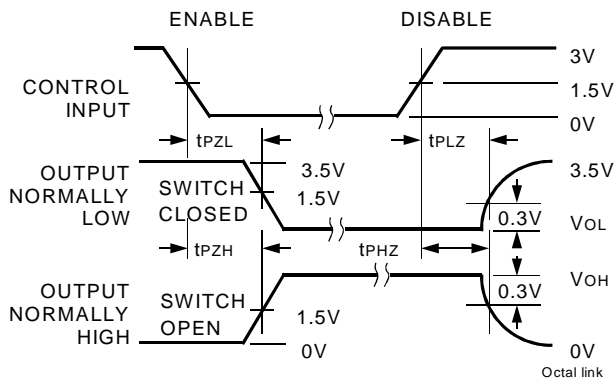 ENABLE DISABLE
CONTROL
INPUT
3V
1.5V
0V
tPZL tPLZ
OUTPUT
NORMALLY
LOW
SWITCH
CLOSED
3.5V
1.5V
3.5V
0.3V
VOL
tPZH tPHZ
OUTPUT
NORMALLY
HIGH
SWITCH
OPEN
1.5V
0V
VOH
0.3V
0V
Octal link